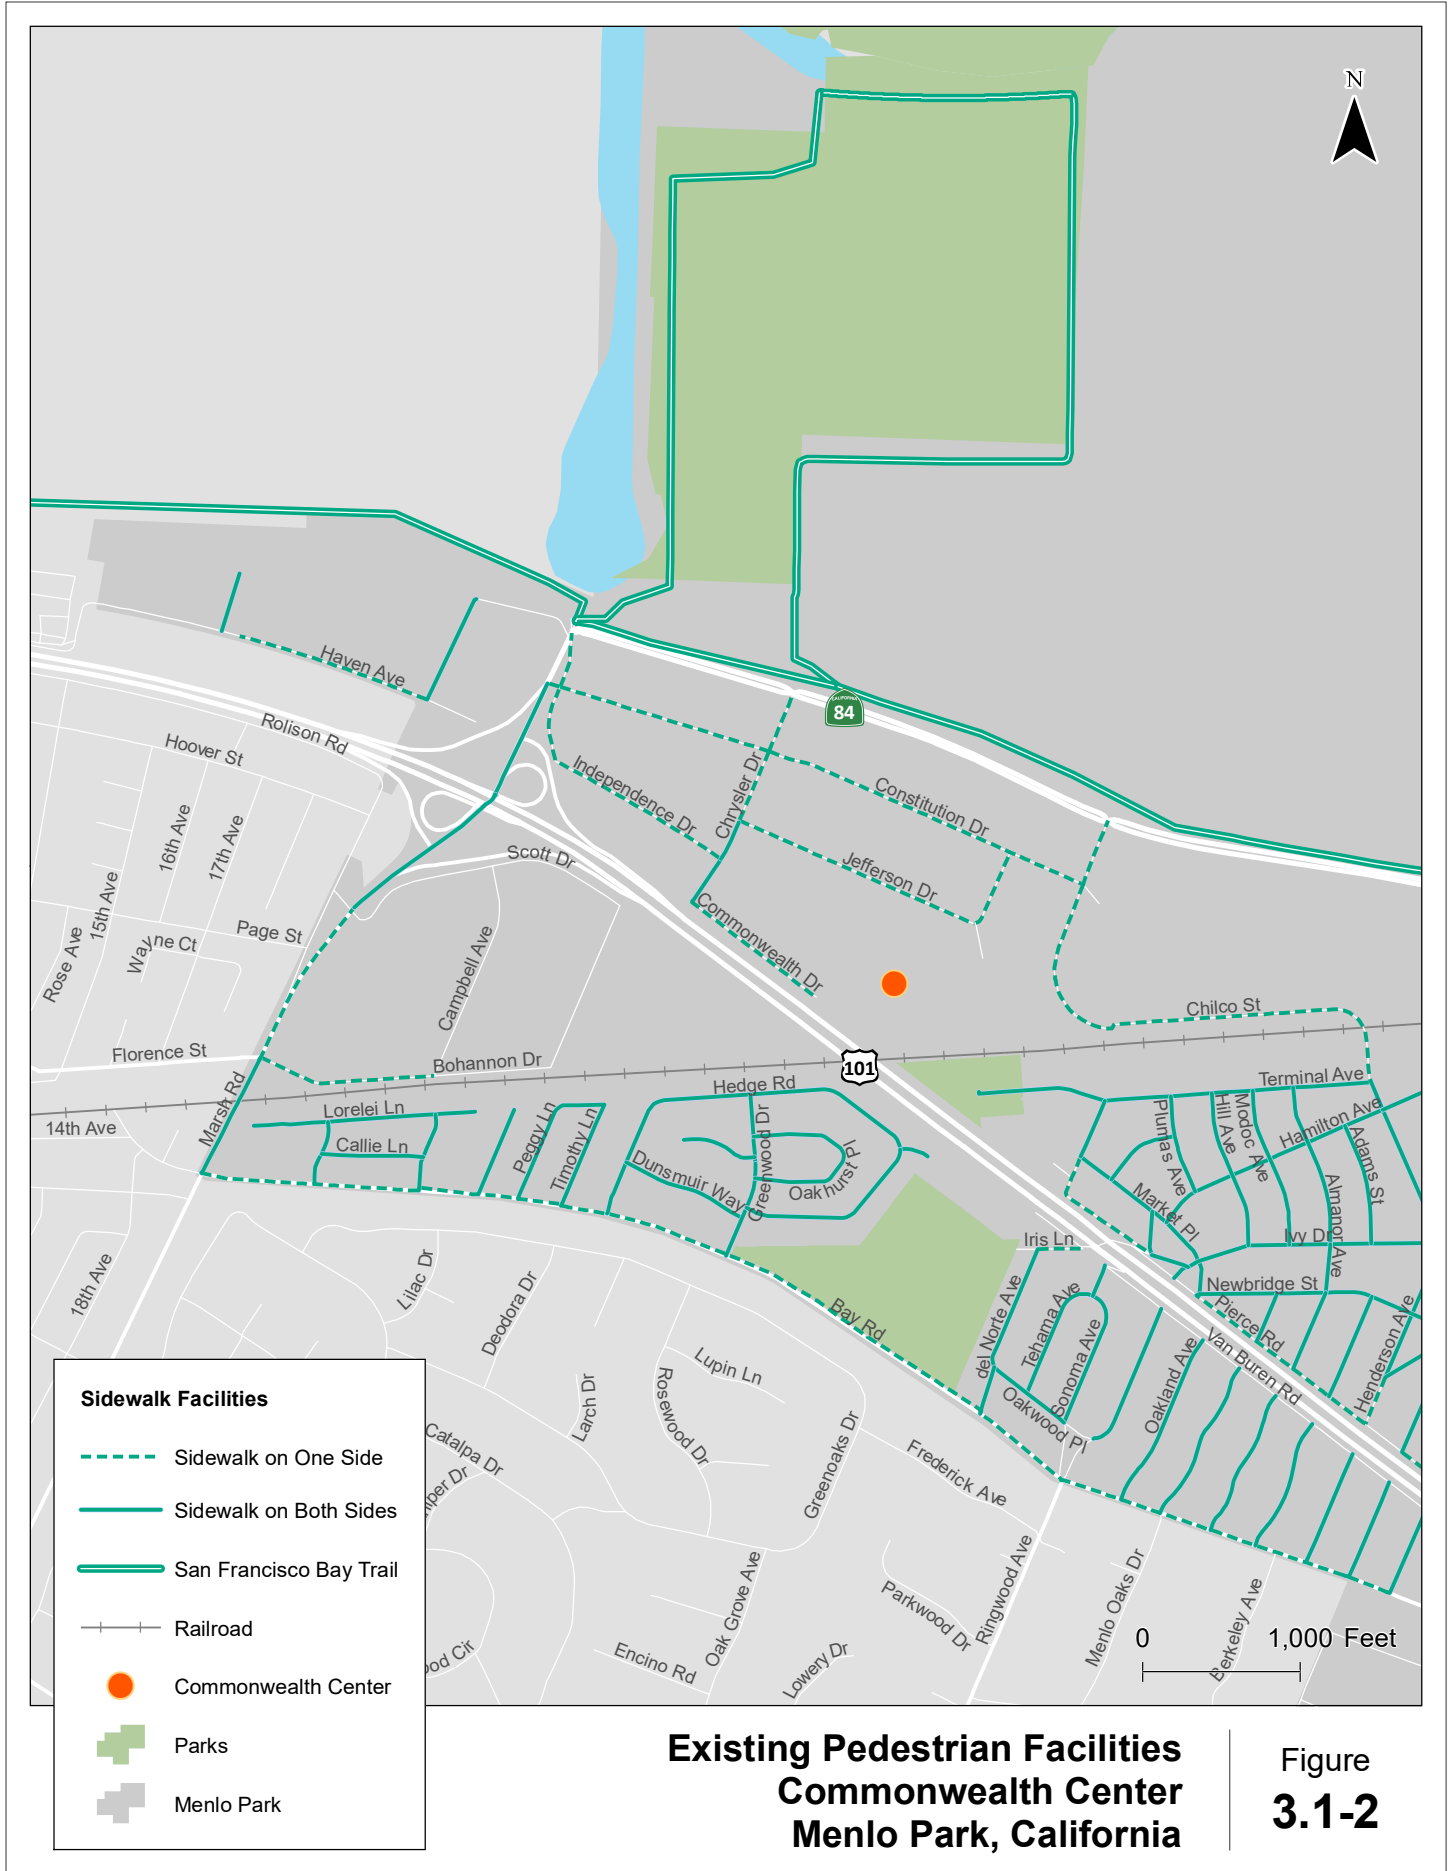 N
Haven Ave
Rolison Rd
Hoover St
CALIFORNIA
84
Independence Dr
Chrysler Dr
Constitution Dr
Jefferson Dr
16th Ave
17th Ave
Scott Dr
15th Ave
Rose Ave
Wayne Ct
Page St
Campbell Ave
Commonwealth Dr
Chilco St
Florence St
Bohannon Dr
101
Marsh Rd
14th Ave
Lorelei Ln
Callie Ln
Peggy Ln
Timothy Ln
Hedge Rd
Dunsmuir Way
Greenwood Dr
Oakhurst Pl
Terminal Ave
Plumas Ave
Hill Ave
Modoc Ave
Hamilton Ave
Adams St
Almanor Ave
Market Pl
Ivy Dr
Newbridge St
Pierce Rd
Van Buren Rd
Henderson Ave
Iris Ln
del Norte Ave
Tehama Ave
Sonoma Ave
Oakwood Pl
Oakland Ave
Bay Rd
18th Ave
Lilac Dr
Deodora Dr
Larch Dr
Lupin Ln
Rosewood Dr
Catalpa Dr
iper Dr
Greenoaks Dr
Frederick Ave
Ringwood Ave
Parkwood Dr
Menlo Oaks Dr
Berkeley Ave
Oak Grove Ave
Encino Rd
Lowery Dr
ood Cir
0 1,000 Feet
Sidewalk Facilities
Sidewalk on One Side
Sidewalk on Both Sides
San Francisco Bay Trail
Railroad
Commonwealth Center
Parks
Menlo Park
Existing Pedestrian Facilities
Commonwealth Center
Menlo Park, California
Figure
3.1-2